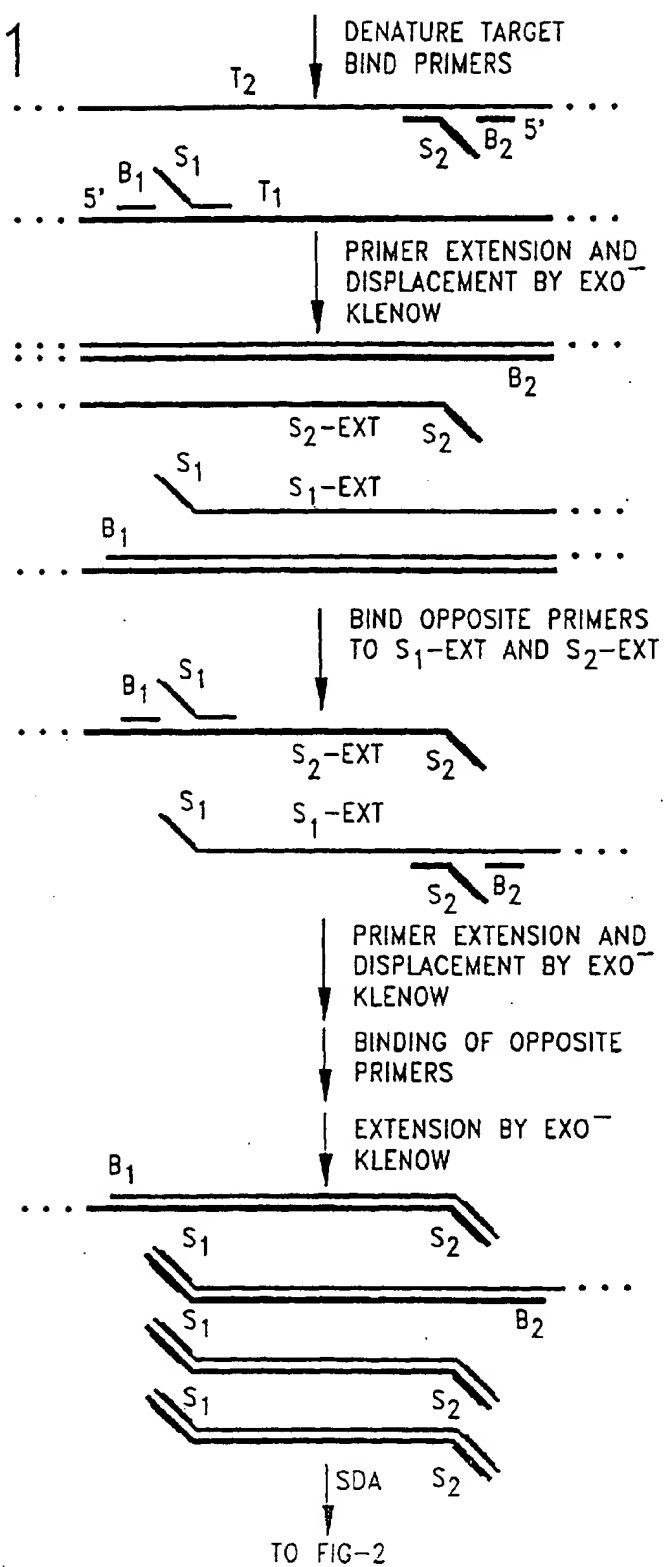 1
DENATURE TARGET
BIND PRIMERS
T2
S2 B2 5'
5' B1 S1 T1
PRIMER EXTENSION AND
DISPLACEMENT BY EXO−
KLENOW
B2
S2-EXT S2
S1 S1-EXT
B1
BIND OPPOSITE PRIMERS
TO S1-EXT AND S2-EXT
B1 S1
S2-EXT S2
S1 S1-EXT
S2 B2
PRIMER EXTENSION AND
DISPLACEMENT BY EXO−
KLENOW
BINDING OF OPPOSITE
PRIMERS
EXTENSION BY EXO−
KLENOW
B1
S1 S2
S1 B2
S1 S2
S2
SDA
TO FIG-2